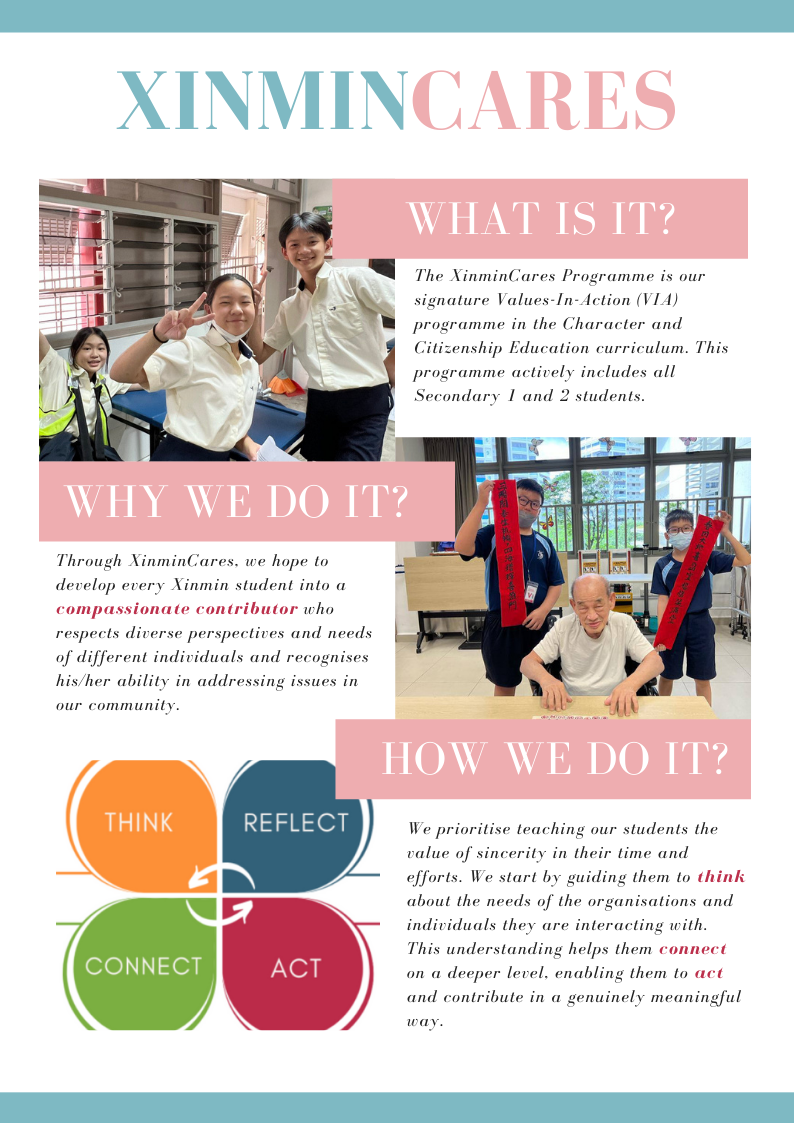 XINMINCARES
WHAT IS IT?
The XinminCares Programme is our
signature Values-In-Action (VIA)
programme in the Character and
Citizenship Education curriculum. This
programme actively includes all
Secondary 1 and 2 students.
WHY WE DO IT?
Through XinminCares, we hope to
develop every Xinmin student into a
compassionate contributor who
respects diverse perspectives and needs
of different individuals and recognises
his/her ability in addressing issues in
our community.
HOW WE DO IT?
THINK
REFLECT
CONNECT
ACT
We prioritise teaching our students the
value of sincerity in their time and
efforts. We start by guiding them to think
about the needs of the organisations and
individuals they are interacting with.
This understanding helps them connect
on a deeper level, enabling them to act
and contribute in a genuinely meaningful
way.